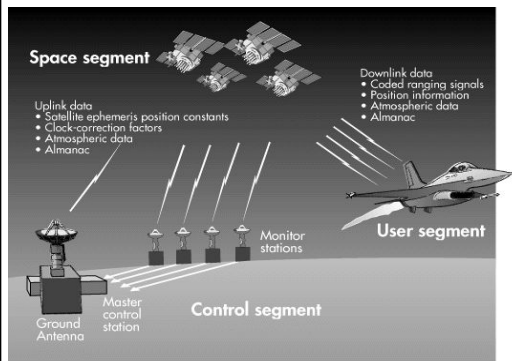 Space segment
Downlink data
• Coded ranging signals
• Position information
• Atmospheric data
• Almanac
Uplink data
• Satellite ephemeris position constants
• Clock-correction factors
• Atmospheric data
• Almanac
User segment
Monitor
stations
Control segment
Master
control
station
Ground
Antenna